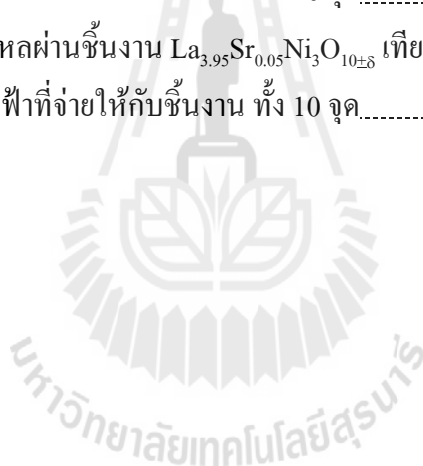 หลผ่านชิ้นงาน La3.95Sr0.05Ni3O10±δ เทีย
ฟ้าที่จ่ายให้กับชิ้นงาน ทั้ง 10 จุด
มหาวิทยาลัยเทคโนโลยีสุรนารี